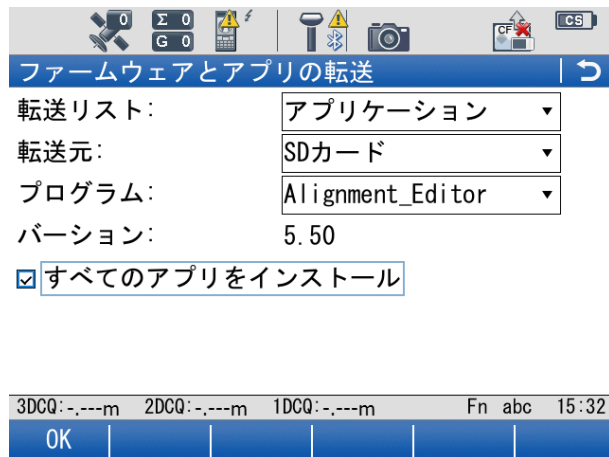 0 Σ 0 CF CS
G 0
ファームウェアとアプリの転送
転送リスト: アプリケーション
転送元: SDカード
プログラム: Alignment_Editor
バーション: 5.50
すべてのアプリをインストール
3DCQ:-.---m 2DCQ:-.---m 1DCQ:-.---m Fn abc 15:32
OK